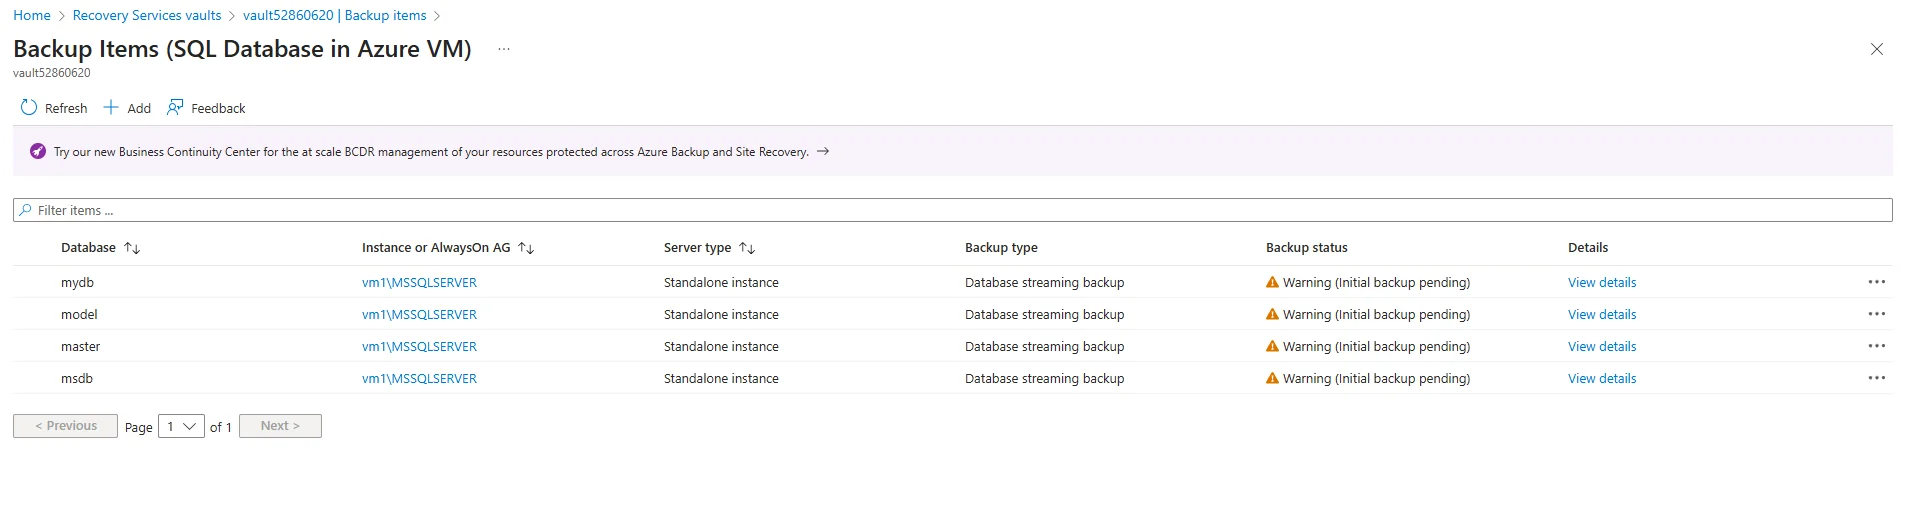 Home > Recovery Services vaults > vault52860620 | Backup items >
Backup Items (SQL Database in Azure VM) ...
vault52860620
Refresh Add Feedback
Try our new Business Continuity Center for the at scale BCDR management of your resources protected across Azure Backup and Site Recovery. →
Filter items ...
Database ↑↓ Instance or AlwaysOn AG ↑↓ Server type ↑↓ Backup type Backup status Details
mydb vm1\MSSQLSERVER Standalone instance Database streaming backup Warning (Initial backup pending) View details ...
model vm1\MSSQLSERVER Standalone instance Database streaming backup Warning (Initial backup pending) View details ...
master vm1\MSSQLSERVER Standalone instance Database streaming backup Warning (Initial backup pending) View details ...
msdb vm1\MSSQLSERVER Standalone instance Database streaming backup Warning (Initial backup pending) View details ...
< Previous Page 1 of 1 Next >